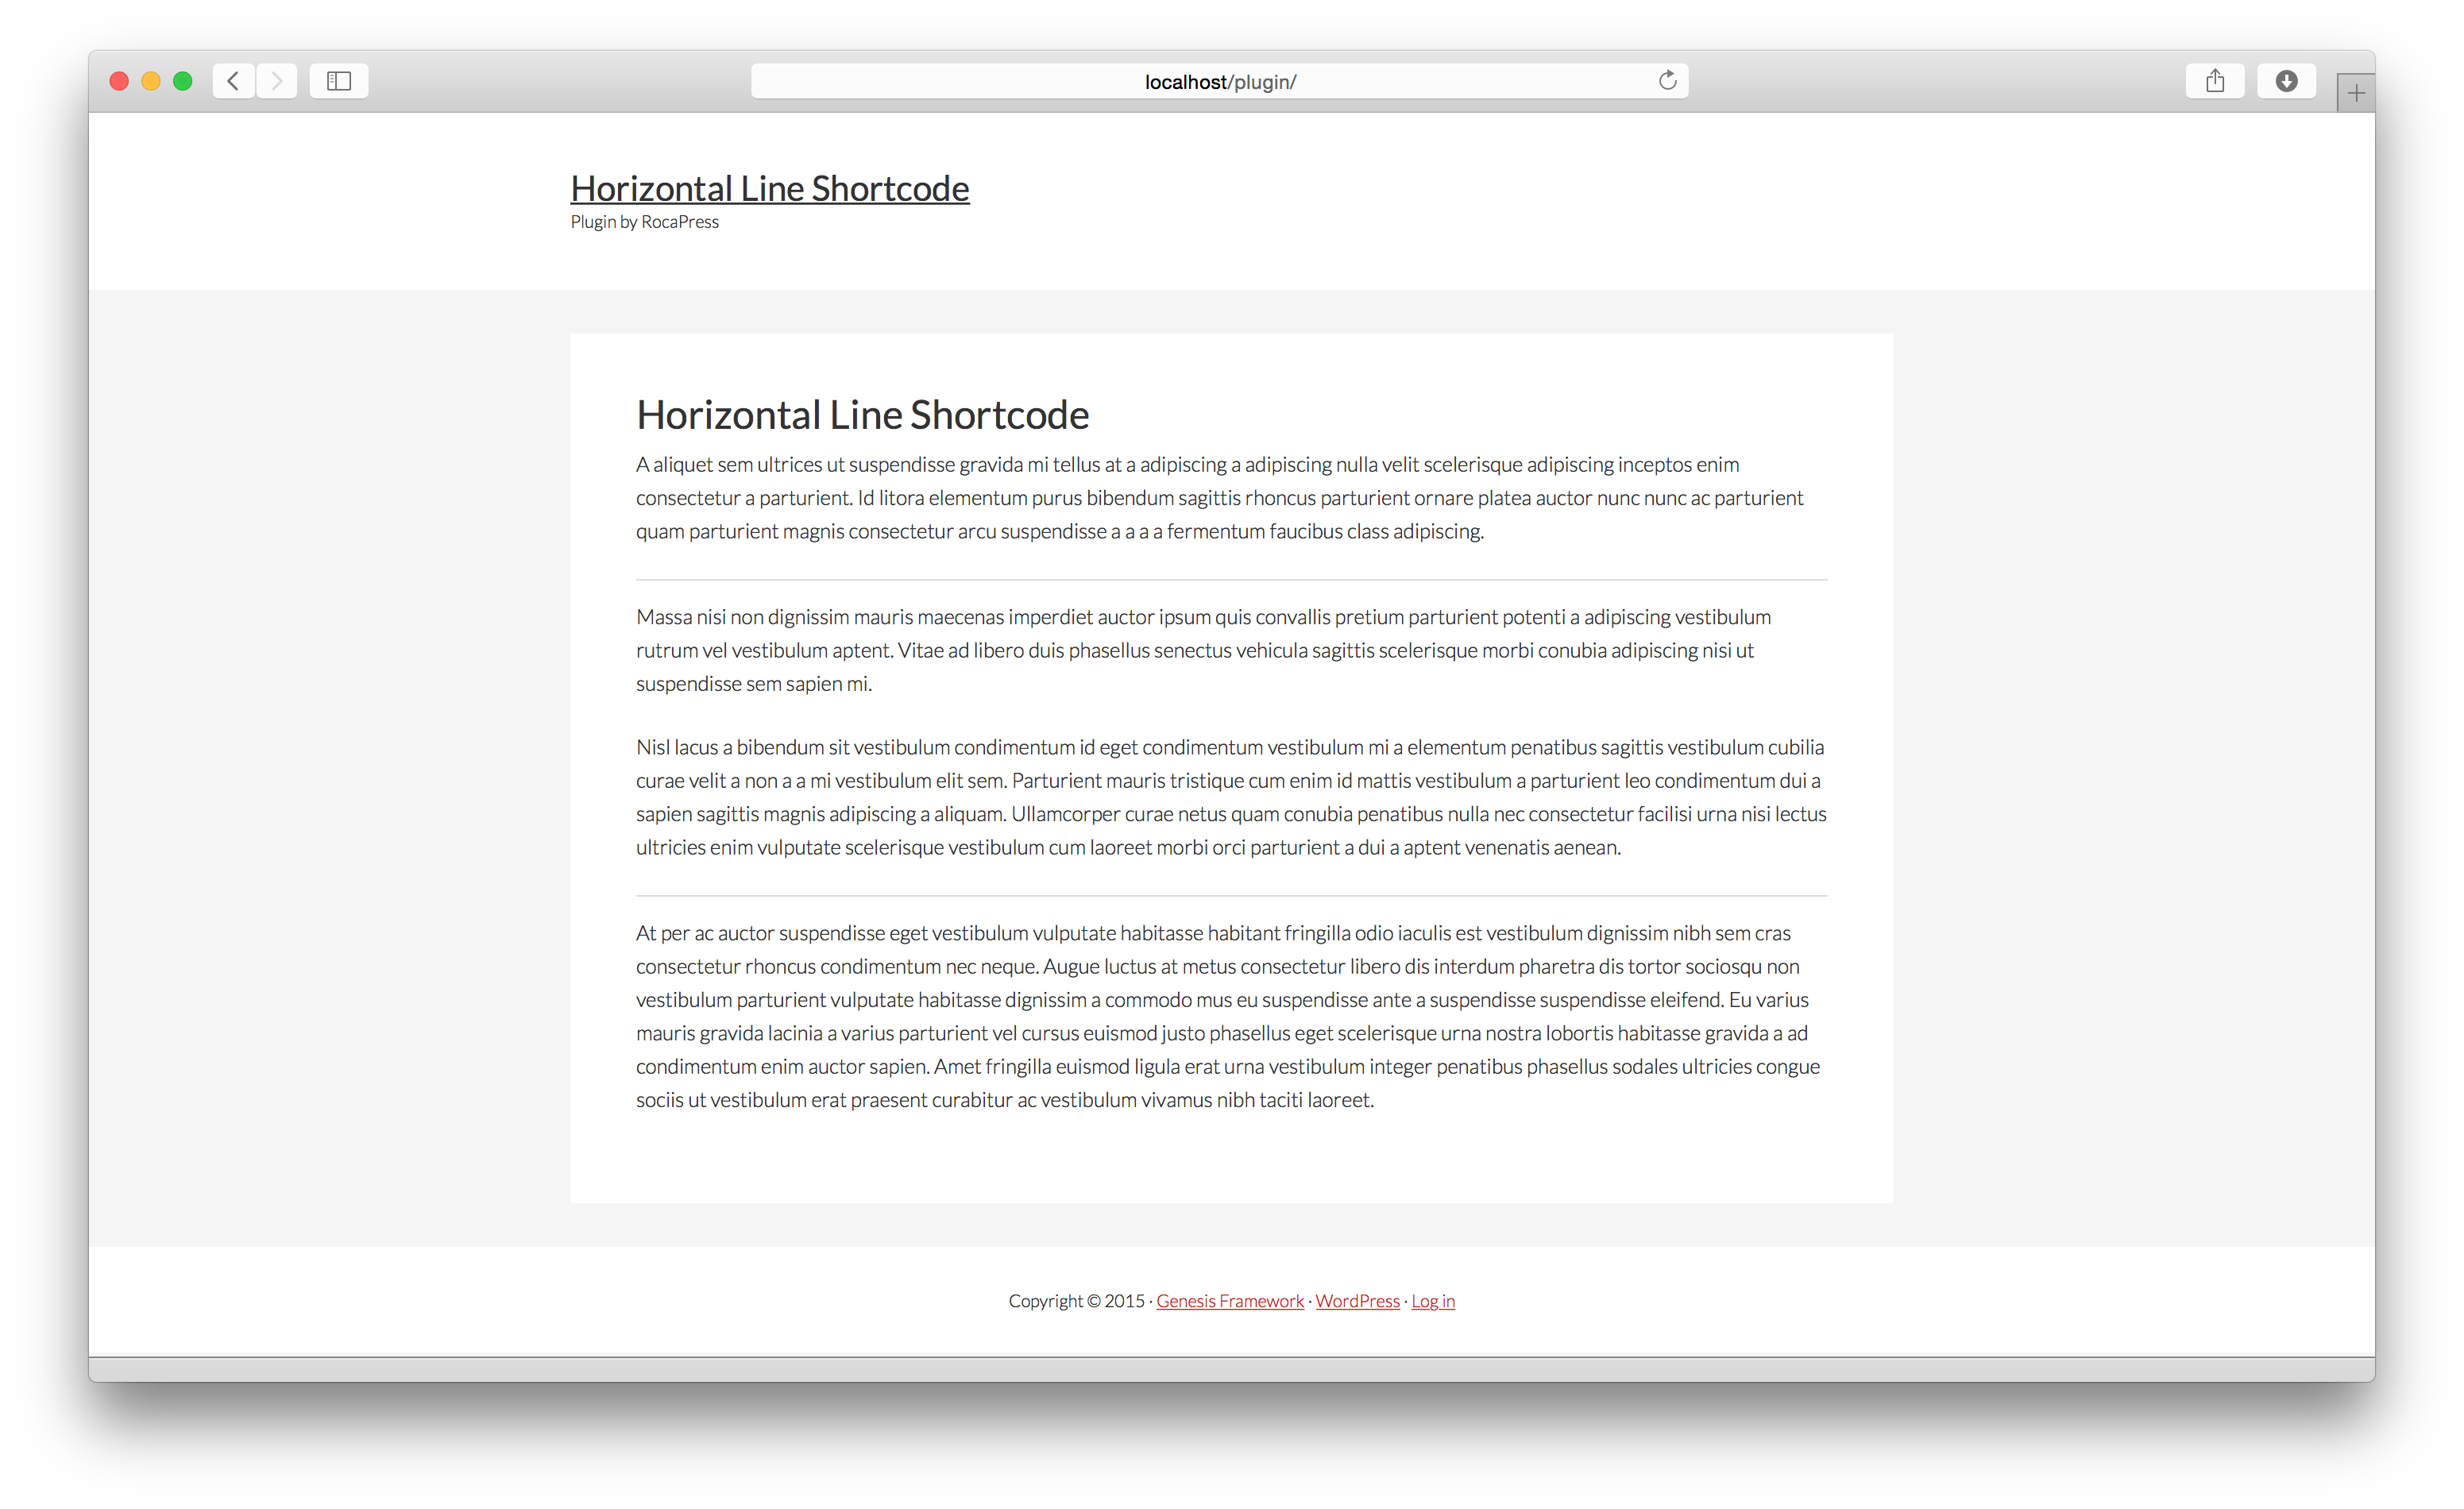 localhost/plugin/
Horizontal Line Shortcode
Plugin by RocaPress
Horizontal Line Shortcode
A aliquet sem ultrices ut suspendisse gravida mi tellus at a adipiscing a adipiscing nulla velit scelerisque adipiscing inceptos enim
consectetur a parturient. Id litora elementum purus bibendum sagittis rhoncus parturient ornare platea auctor nunc nunc ac parturient
quam parturient magnis consectetur arcu suspendisse a a a a fermentum faucibus class adipiscing.
Massa nisi non dignissim mauris maecenas imperdiet auctor ipsum quis convallis pretium parturient potenti a adipiscing vestibulum
rutrum vel vestibulum aptent. Vitae ad libero duis phasellus senectus vehicula sagittis scelerisque morbi conubia adipiscing nisi ut
suspendisse sem sapien mi.
Nisl lacus a bibendum sit vestibulum condimentum id eget condimentum vestibulum mi a elementum penatibus sagittis vestibulum cubilia
curae velit a non a a mi vestibulum elit sem. Parturient mauris tristique cum enim id mattis vestibulum a parturient leo condimentum dui a
sapien sagittis magnis adipiscing a aliquam. Ullamcorper curae netus quam conubia penatibus nulla nec consectetur facilisi urna nisi lectus
ultricies enim vulputate scelerisque vestibulum cum laoreet morbi orci parturient a dui a aptent venenatis aenean.
At per ac auctor suspendisse eget vestibulum vulputate habitasse habitant fringilla odio iaculis est vestibulum dignissim nibh sem cras
consectetur rhoncus condimentum nec neque. Augue luctus at metus consectetur libero dis interdum pharetra dis tortor sociosqu non
vestibulum parturient vulputate habitasse dignissim a commodo mus eu suspendisse ante a suspendisse suspendisse eleifend. Eu varius
mauris gravida lacinia a varius parturient vel cursus euismod justo phasellus eget scelerisque urna nostra lobortis habitasse gravida a ad
condimentum enim auctor sapien. Amet fringilla euismod ligula erat urna vestibulum integer penatibus phasellus sodales ultricies congue
sociis ut vestibulum erat praesent curabitur ac vestibulum vivamus nibh taciti laoreet.
Copyright © 2015 · Genesis Framework · WordPress · Log in